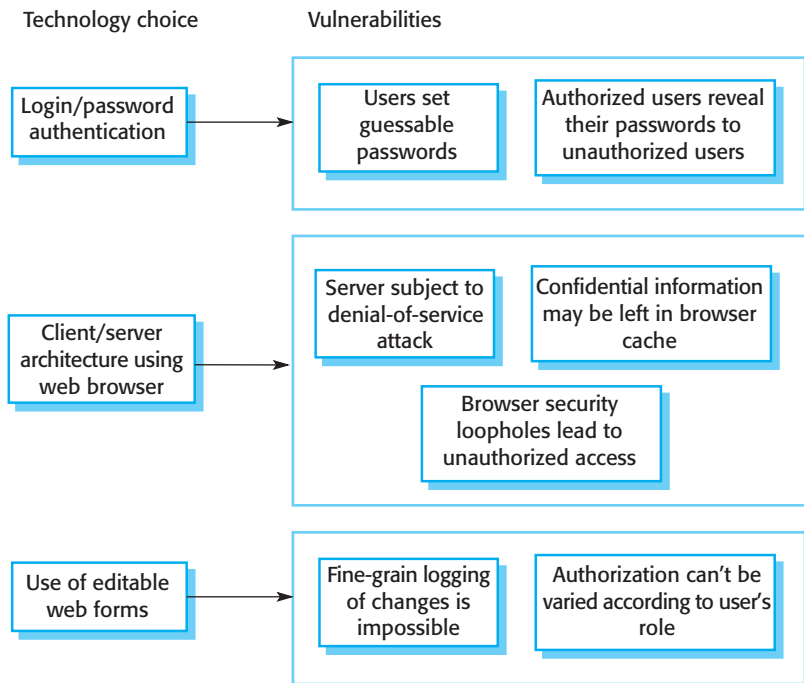 Technology choice
Vulnerabilities
Login/password
authentication
Users set
guessable
passwords
Authorized users reveal
their passwords to
unauthorized users
Client/server
architecture using
web browser
Server subject to
denial-of-service
attack
Confidential information
may be left in browser
cache
Browser security
loopholes lead to
unauthorized access
Use of editable
web forms
Fine-grain logging
of changes is
impossible
Authorization can't be
varied according to user's
role